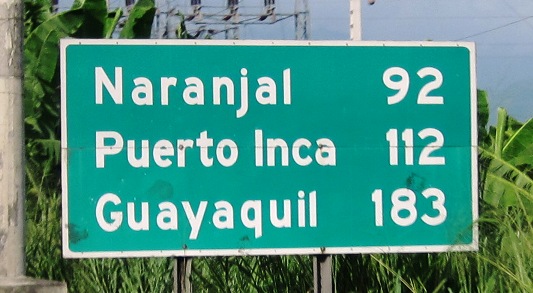 Naranjal 92
Puerto Inca 112
Guayaquil 183